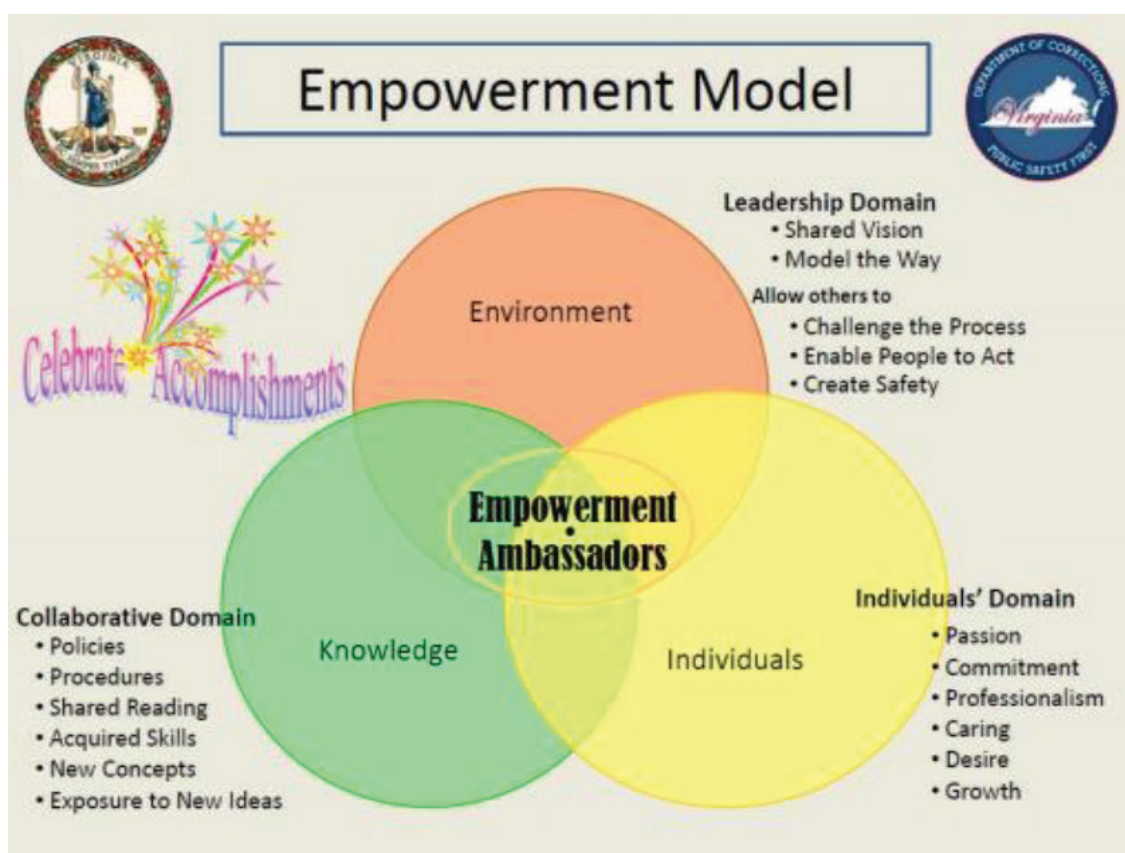 Empowerment Model
VIRGINIA
DEPARTMENT OF CORRECTIONS
Virginia
PUBLIC SAFETY FIRST
Celebrate Accomplishments
Leadership Domain
• Shared Vision
• Model the Way
Allow others to
• Challenge the Process
• Enable People to Act
• Create Safety
Environment
Empowerment
•
Ambassadors
Knowledge
Individuals
Collaborative Domain
• Policies
• Procedures
• Shared Reading
• Acquired Skills
• New Concepts
• Exposure to New Ideas
Individuals' Domain
• Passion
• Commitment
• Professionalism
• Caring
• Desire
• Growth